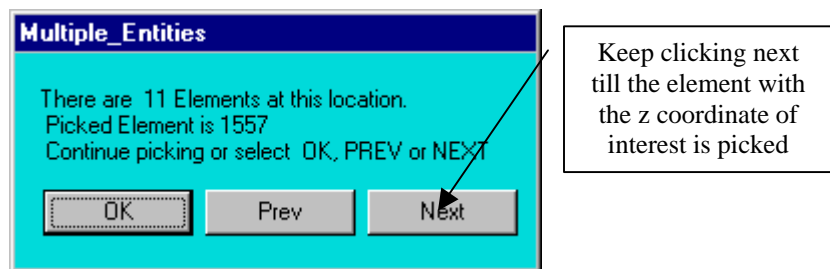 Multiple_Entities
There are 11 Elements at this location.
Picked Element is 1557
Continue picking or select OK, PREV or NEXT
OK
Prev
Next
Keep clicking next
till the element with
the z coordinate of
interest is picked